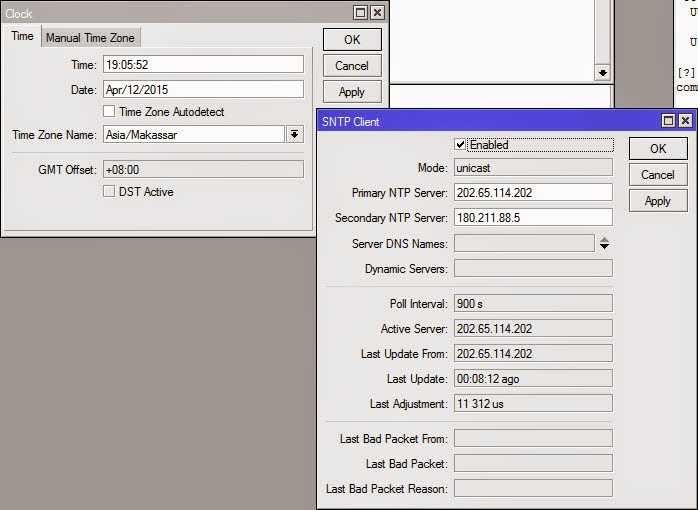 Clock
Time Manual Time Zone
OK
Cancel
Apply
Time: 19:05:52
Date: Apr/12/2015
Time Zone Autodetect
Time Zone Name: Asia/Makassar
GMT Offset: +08:00
DST Active
U
U
[?]
com
SNTP Client
Enabled
OK
Cancel
Apply
Mode: unicast
Primary NTP Server: 202.65.114.202
Secondary NTP Server: 180.211.88.5
Server DNS Names:
Dynamic Servers:
Poll Interval: 900 s
Active Server: 202.65.114.202
Last Update From: 202.65.114.202
Last Update: 00:08:12 ago
Last Adjustment: 11 312 us
Last Bad Packet From:
Last Bad Packet:
Last Bad Packet Reason: